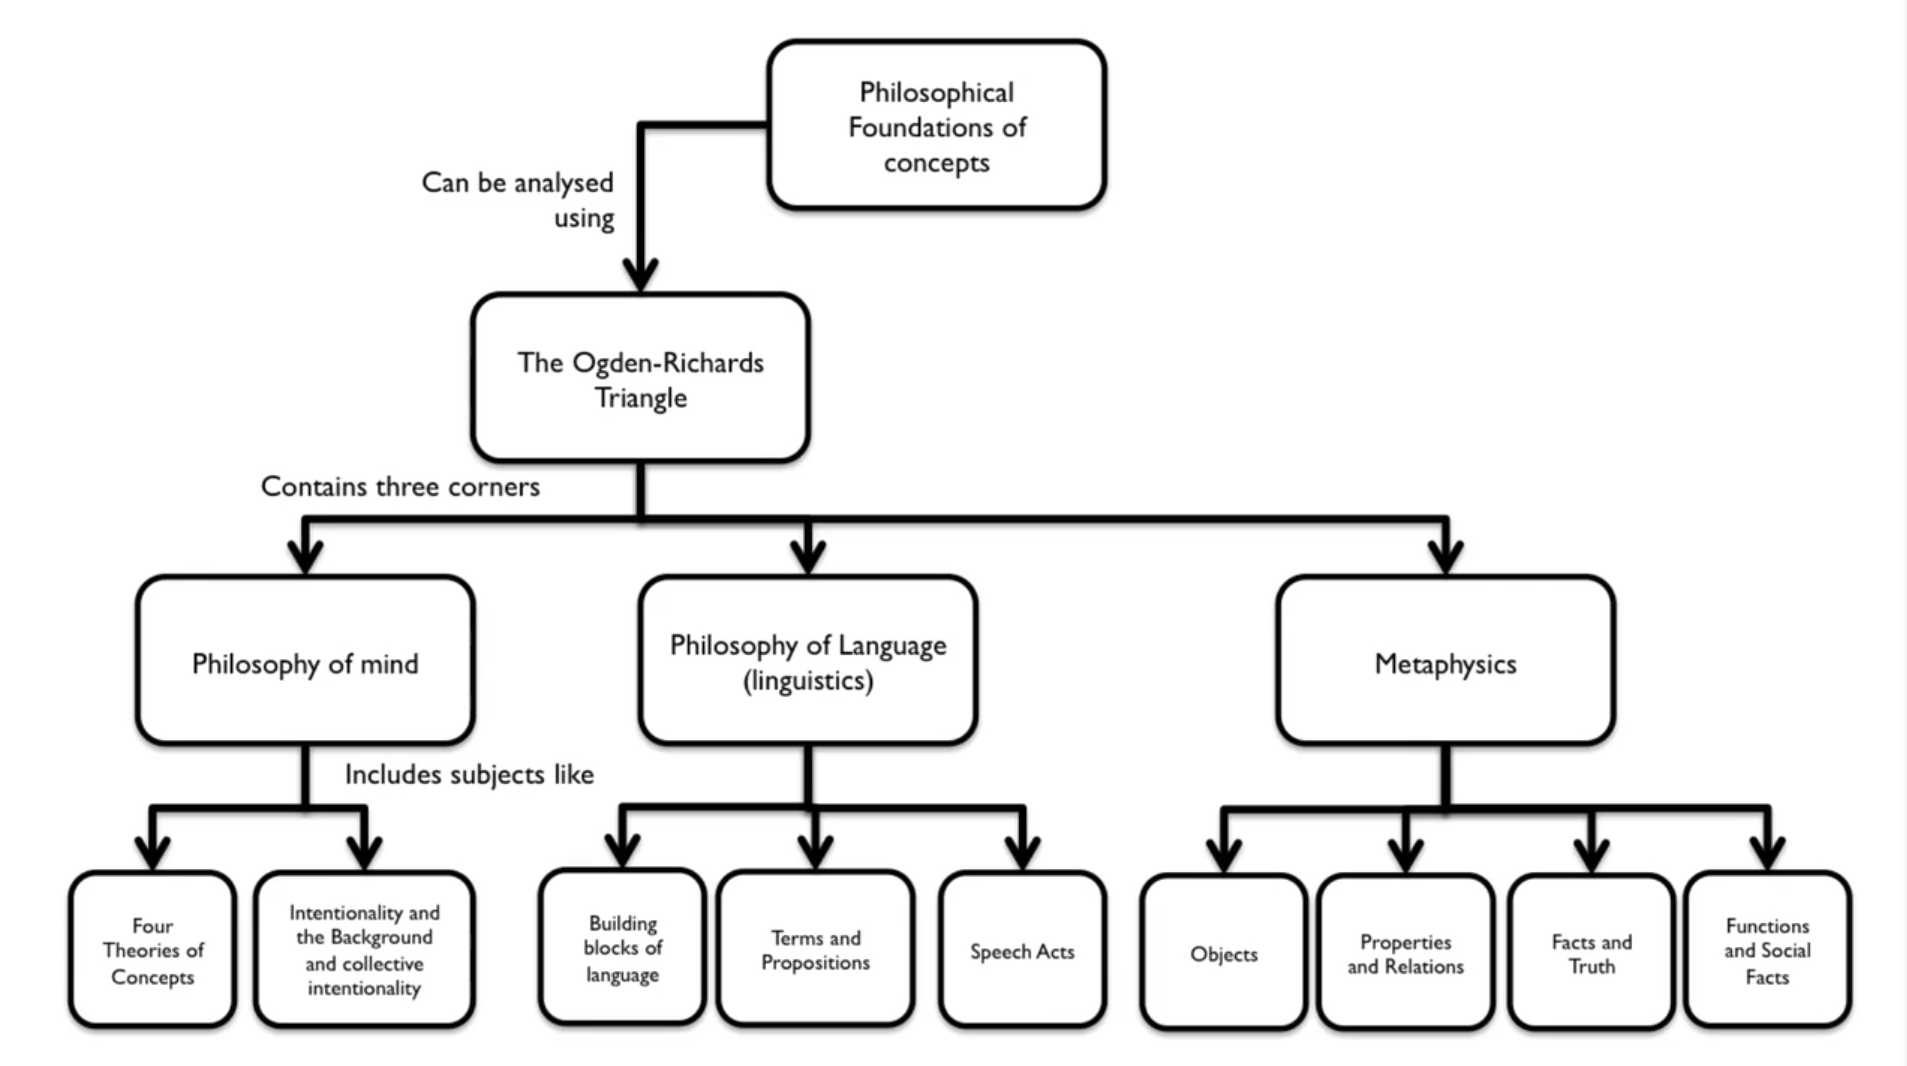 Philosophical
Foundations of
concepts
Can be analysed
using
The Ogden-Richards
Triangle
Contains three corners
Philosophy of mind
Philosophy of Language
(linguistics)
Metaphysics
Includes subjects like
Four
Theories of
Concepts
Intentionality and
the Background
and collective
intentionality
Building
blocks of
language
Terms and
Propositions
Speech Acts
Objects
Properties
and Relations
Facts and
Truth
Functions
and Social
Facts